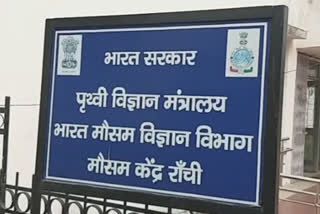 भारत सरकार
पृथ्वी विज्ञान मंत्रालय
भारत मौसम विज्ञान विभाग
मौसम केंद्र राँची